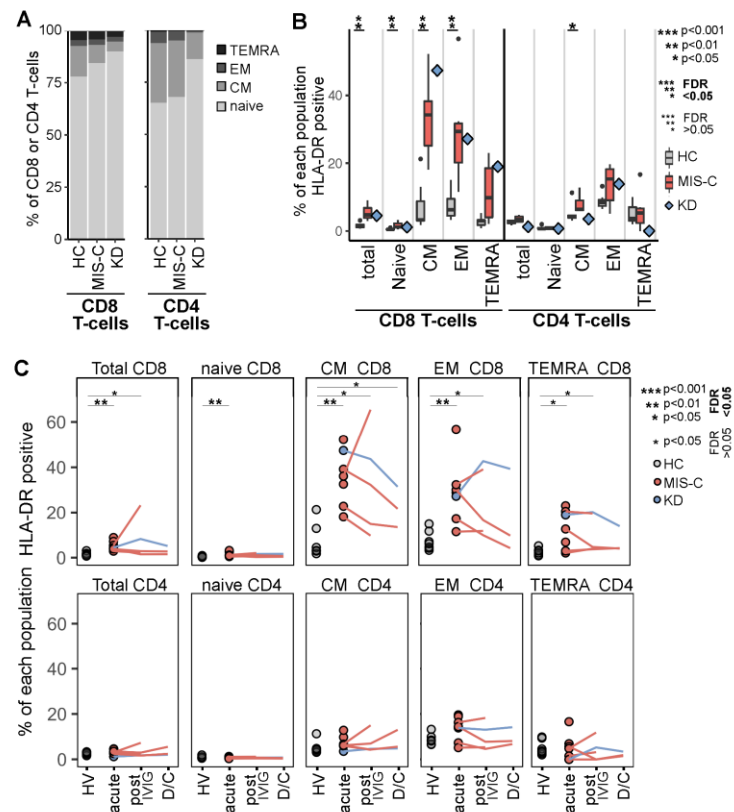 A
% of CD8 or CD4 T-cells
100
75
50
25
0
HC
MIS-C
KD
HC
MIS-C
KD
CD8
T-cells
CD4
T-cells
TEMRA
EM
CM
naive
B
% of each population
HLA-DR positive
40
20
0
**
**
**
**
*
total
Naive
CM
EM
TEMRA
total
Naive
CM
EM
TEMRA
CD8 T-cells
CD4 T-cells
*** p<0.001
** p<0.01
* p<0.05
*** FDR
** <0.05
*
*** FDR
** >0.05
*
HC
MIS-C
KD
C
% of each population HLA-DR positive
Total CD8
naive CD8
CM CD8
EM CD8
TEMRA CD8
60
40
20
0
*
**
**
*
*
**
*
**
*
*
*** p<0.001
** p<0.01
* p<0.05
FDR
<0.05
* p<0.05
FDR
>0.05
HC
MIS-C
KD
Total CD4
naive CD4
CM CD4
EM CD4
TEMRA CD4
60
40
20
0
HV
acute
post
IVIG
D/C
HV
acute
post
IVIG
D/C
HV
acute
post
IVIG
D/C
HV
acute
post
IVIG
D/C
HV
acute
post
IVIG
D/C